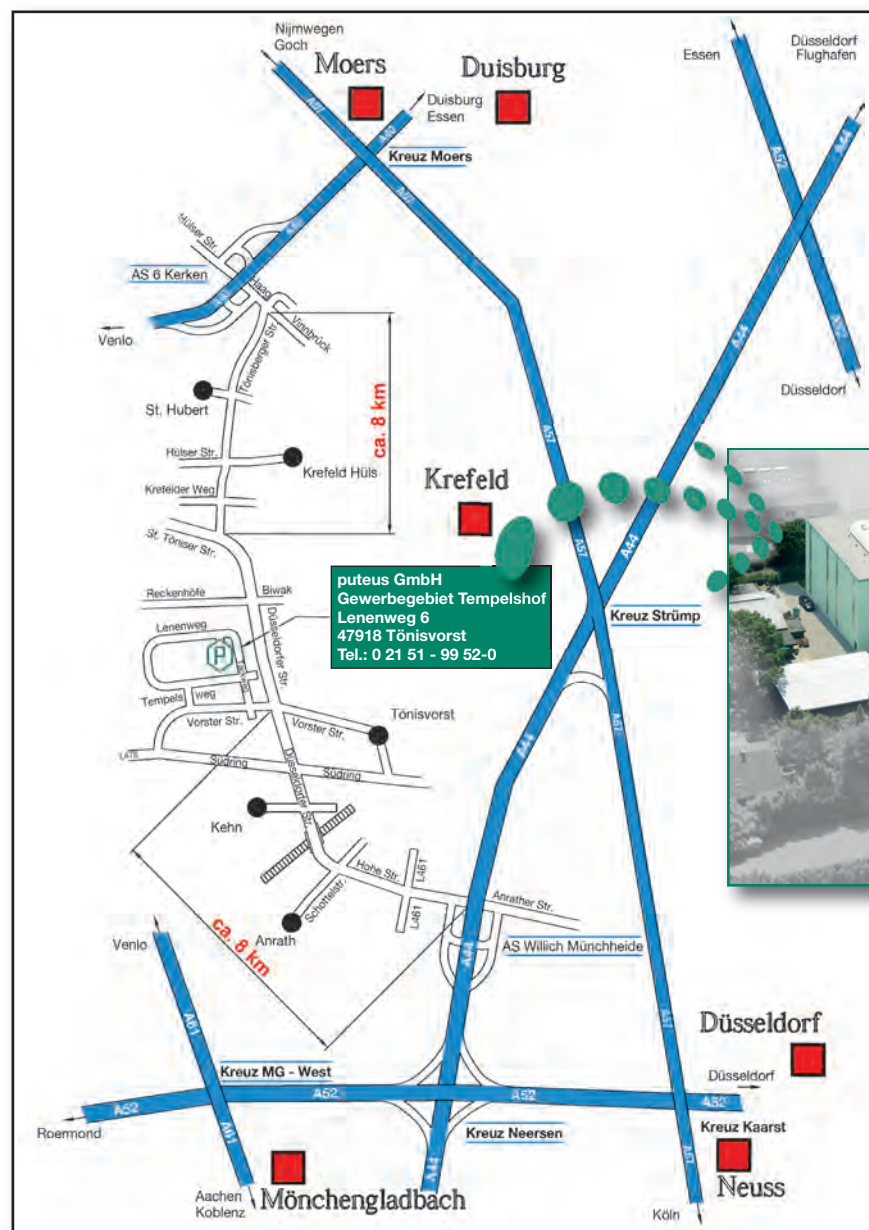 Nijmwegen
Goch
Moers
Duisburg
Duisburg
Essen
Essen
Düsseldorf
Flughafen
A40
A44
A52
Kreuz Moers
Hülser Str.
AS 6 Kerken
Haag
Vinnbrück
Venlo
Tönisberger Str.
A44
Düsseldorf
St. Hubert
ca. 8 km
A57
Hülser Str.
Krefeld Hüls
Krefelder Weg
Krefeld
St. Töniser Str.
A44
A57
puteus GmbH
Gewerbegebiet Tempelshof
Lenenweg 6
47918 Tönisvorst
Tel.: 0 21 51 - 99 52-0
Reckenhöfe
Biwak
Kreuz Strümp
Lenenweg
Düsseldorfer Str.
P
Tempels
weg
Vorster Str.
Vorster Str.
Tönisvorst
A57
A44
Südring
Südring
Düsseldorfer Str.
Kehn
Hohe Str.
L461
L461
Schottelstr.
Anrather Str.
Anrath
ca. 8 km
Venlo
A44
AS Willich Münchheide
A61
A57
Düsseldorf
Kreuz MG - West
Düsseldorf
A52
A52
A52
A52
Roermond
A61
Kreuz Neersen
Kreuz Kaarst
A44
Aachen
Koblenz
Mönchengladbach
Neuss
Köln